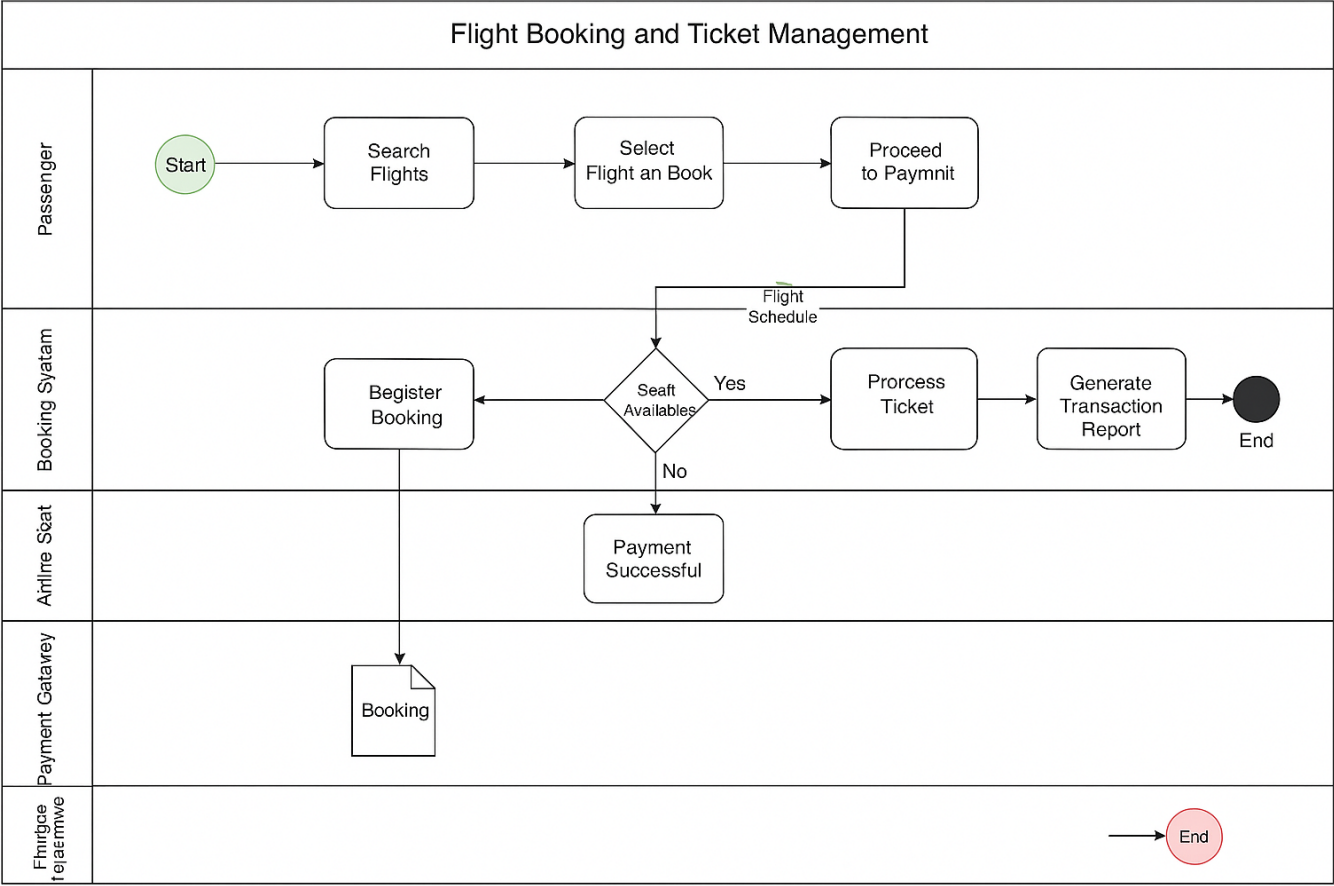 Flight Booking and Ticket Management
Passenger
Start
Search
Flights
Select
Flight an Book
Proceed
to Paymnit
Flight
Schedule
Booking Syatam
Begister
Booking
Seaft
Availables
Yes
No
Prorcess
Ticket
Generate
Transaction
Report
End
Payment
Successful
Payment Gatawey
Booking
End